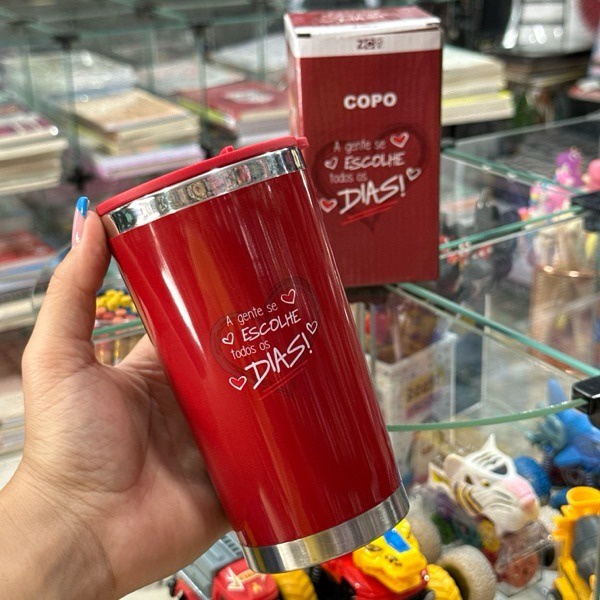 COPO
A gente se
ESCOLHE
todos os
DIAS!
A gente se
ESCOLHE
todos os
DIAS!